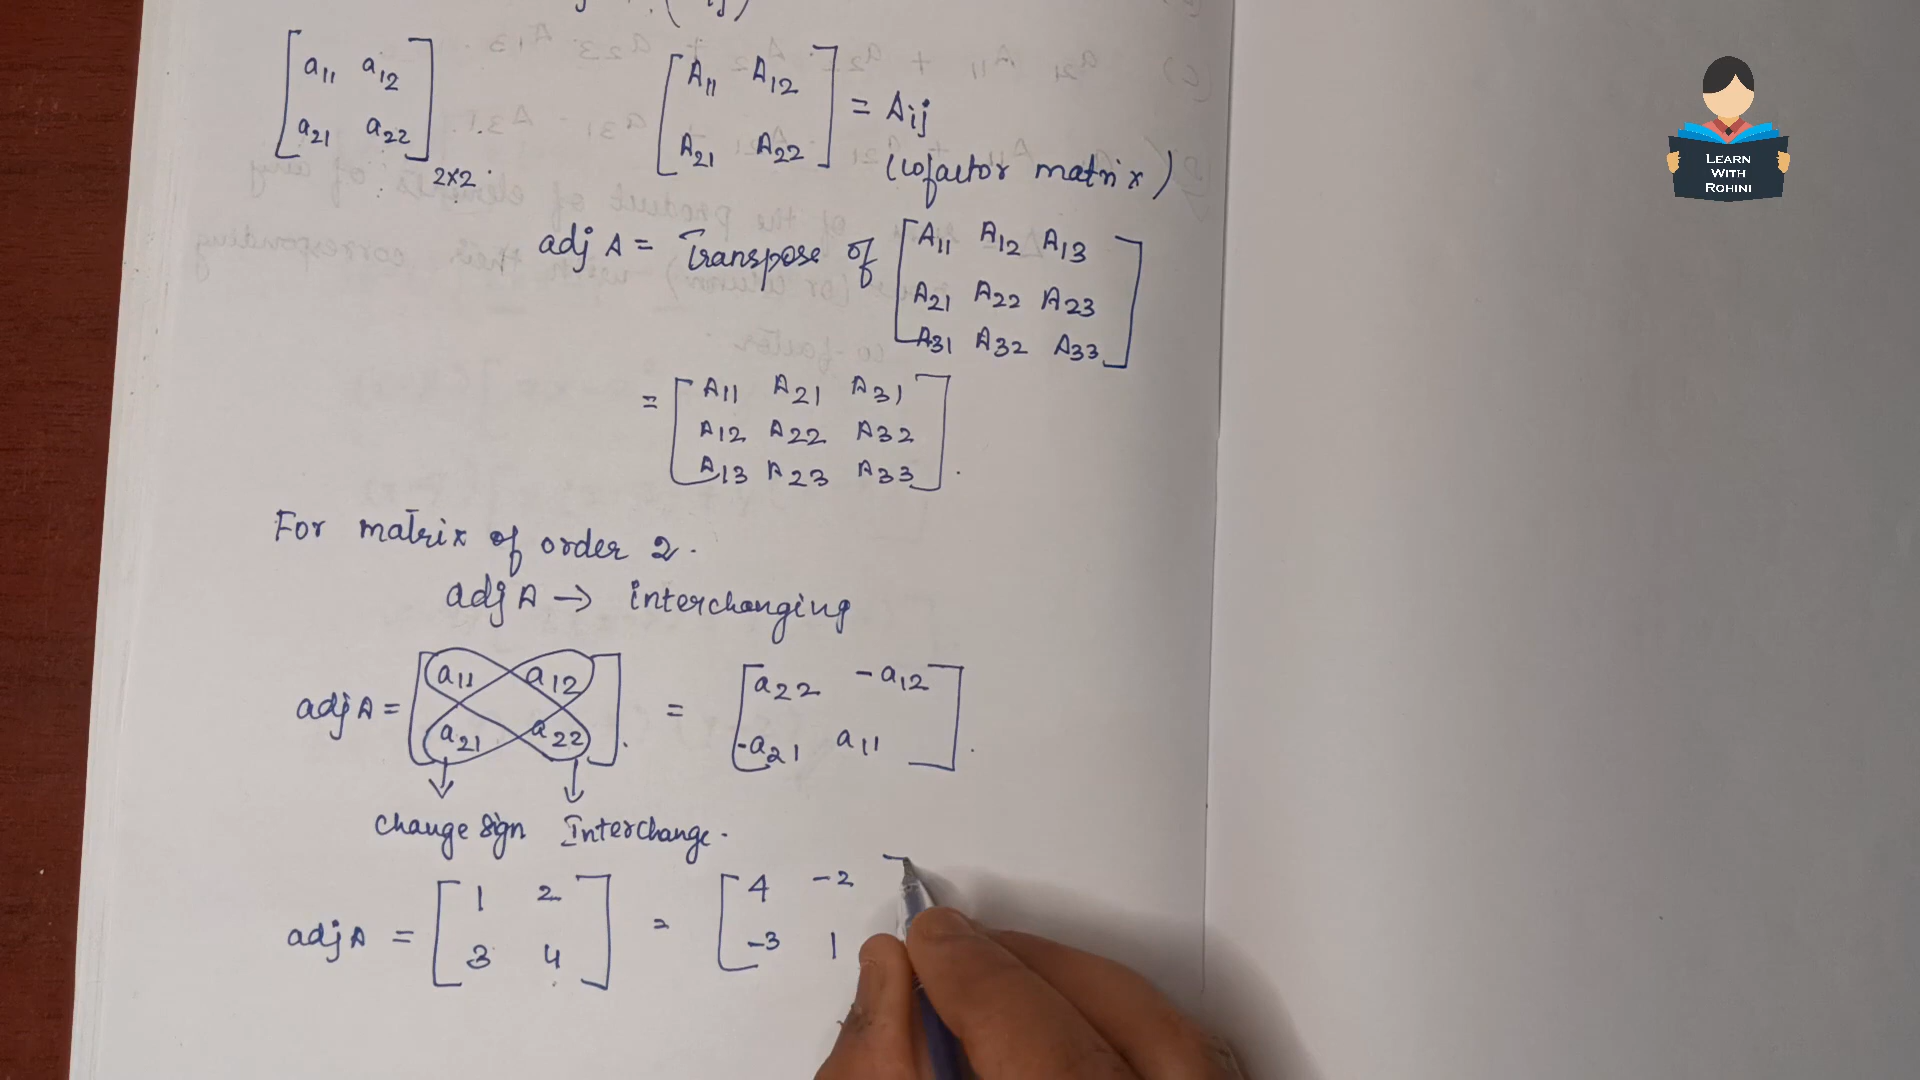 [a11 a12
a21 a22] 2x2
[A11 A12
A21 A22] = Aij
(cofactor matrix)
adj A = Transpose of [A11 A12 A13
A21 A22 A23
A31 A32 A33]
= [A11 A21 A31
A12 A22 A32
A13 A23 A33].
For matrix of order 2.
adj A → interchanging
adj A = [a11 a12
a21 a22]. = [a22 -a12
-a21 a11].
Change Sign Interchange.
adj A = [1 2
3 4] = [4 -2
-3 1
LEARN
WITH
ROHINI